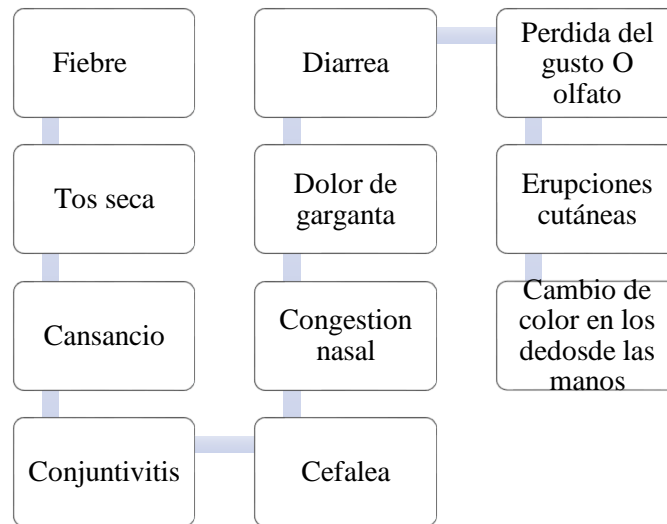 Fiebre
Tos seca
Cansancio
Conjuntivitis
Cefalea
Congestion
nasal
Dolor de
garganta
Diarrea
Perdida del
gusto O
olfato
Erupciones
cutáneas
Cambio de
color en los
dedosde las
manos